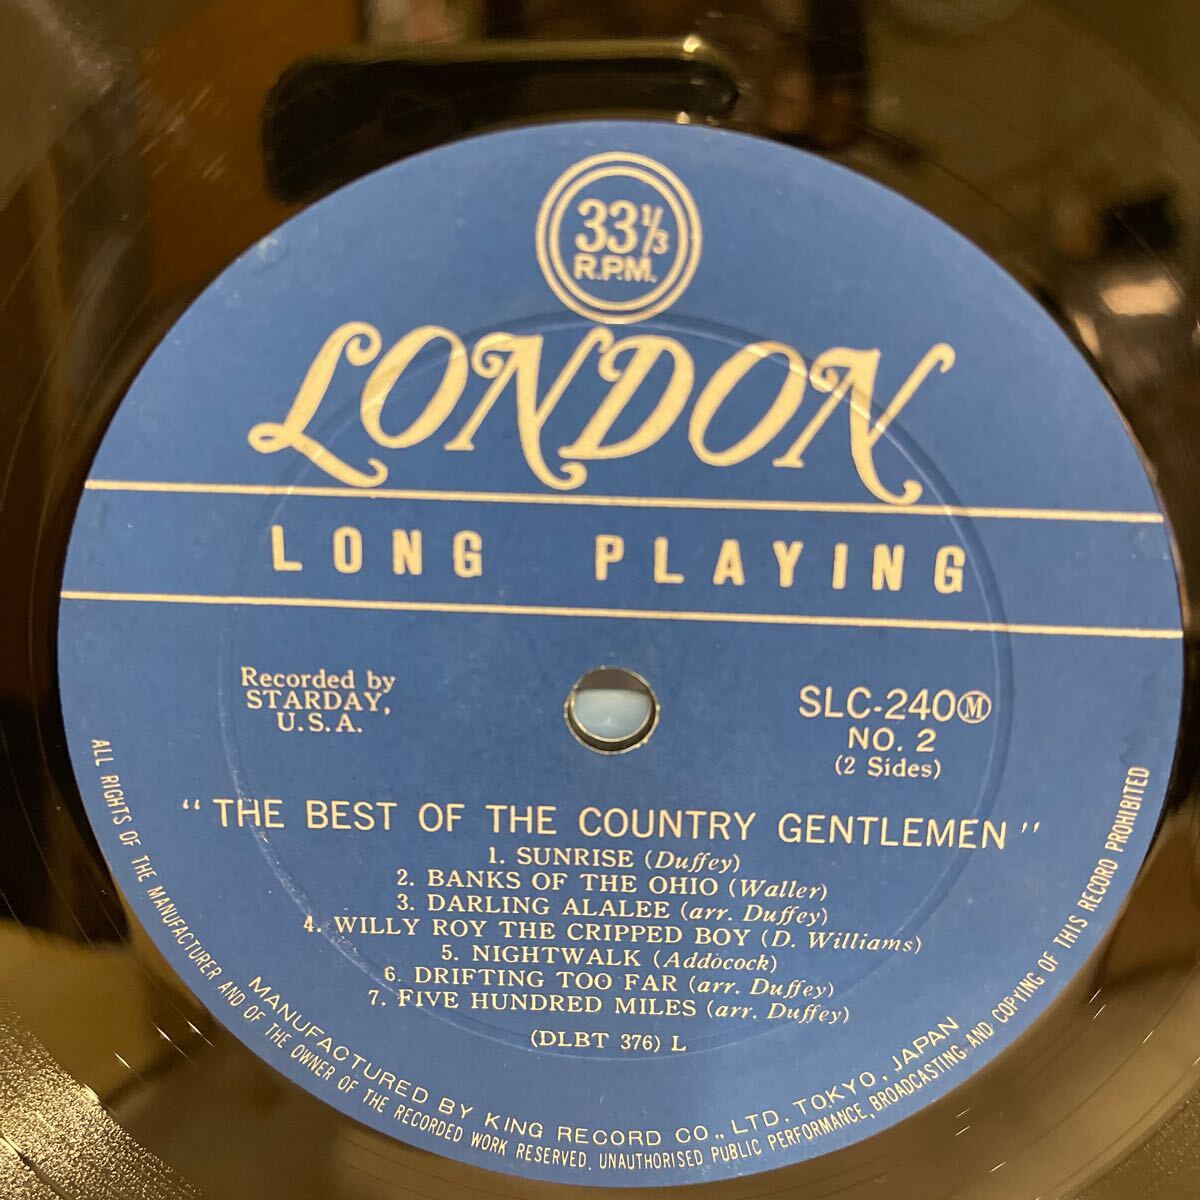 33 1/3
R.P.M.
LONDON
LONG PLAYING
Recorded by
STARDAY,
U.S.A.
SLC-240Ⓜ
NO. 2
(2 Sides)
"THE BEST OF THE COUNTRY GENTLEMEN"
1. SUNRISE (Duffey)
2. BANKS OF THE OHIO (Waller)
3. DARLING ALALEE (arr. Duffey)
4. WILLY ROY THE CRIPPED BOY (D. Williams)
5. NIGHTWALK (Addocock)
6. DRIFTING TOO FAR (arr. Duffey)
7. FIVE HUNDRED MILES (arr. Duffey)
(DLBT 376) L
MANUFACTURED BY KING RECORD CO., LTD. TOKYO, JAPAN
ALL RIGHTS OF THE MANUFACTURER AND OF THE OWNER OF THE RECORDED WORK RESERVED. UNAUTHORISED PUBLIC PERFORMANCE, BROADCASTING AND COPYING OF THIS RECORD PROHIBITED